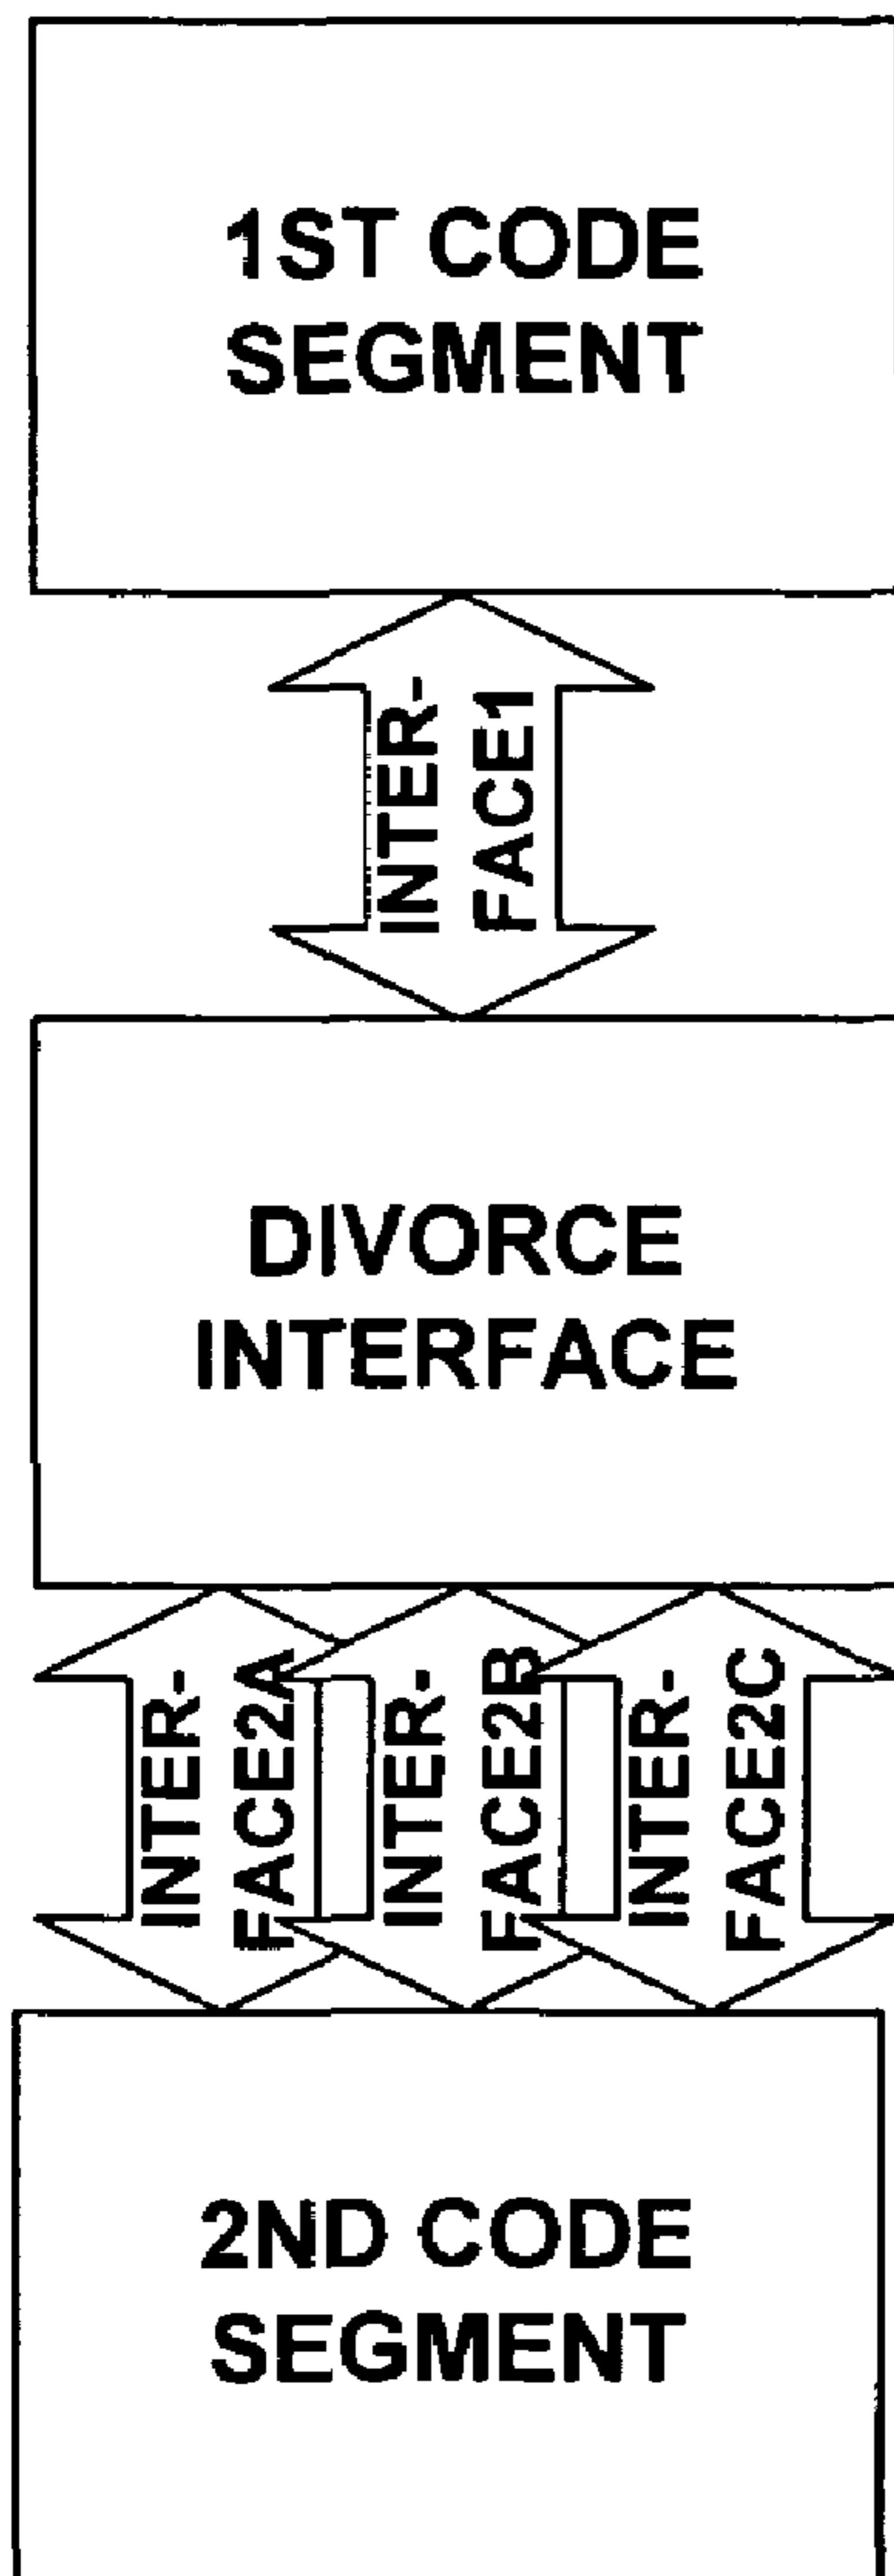 1ST CODE
SEGMENT
INTER-
FACE1
DIVORCE
INTERFACE
INTER-
FACE2A
INTER-
FACE2B
INTER-
FACE2C
2ND CODE
SEGMENT